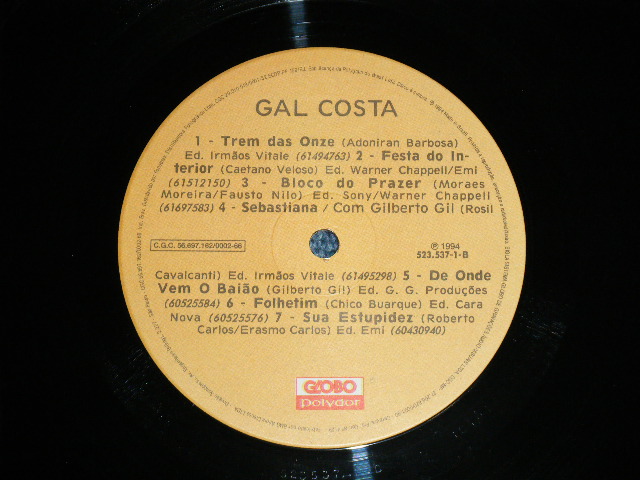 GAL COSTA
1 - Trem das Onze (Adoniran Barbosa)
Ed. Irmãos Vitale (61494763) 2 - Festa do In-
terior (Caetano Veloso) Ed. Warner Chappell/Emi
(61512150) 3 - Bloco do Prazer (Moraes
Moreira/Fausto Nilo) Ed. Sony/Warner Chappell
(61697583) 4 - Sebastiana / Com Gilberto Gil (Rosil
C.G.C. 56.697.162/0002-66
℗ 1994
523.537-1-B
Cavalcanti) Ed. Irmãos Vitale (61495298) 5 - De Onde
Vem O Baião (Gilberto Gil) Ed. G. G. Produções
(60525584) 6 - Folhetim (Chico Buarque) Ed. Cara
Nova (60525576) 7 - Sua Estupidez (Roberto
Carlos/Erasmo Carlos) Ed. Emi (60430940)
GLOBO
polydor